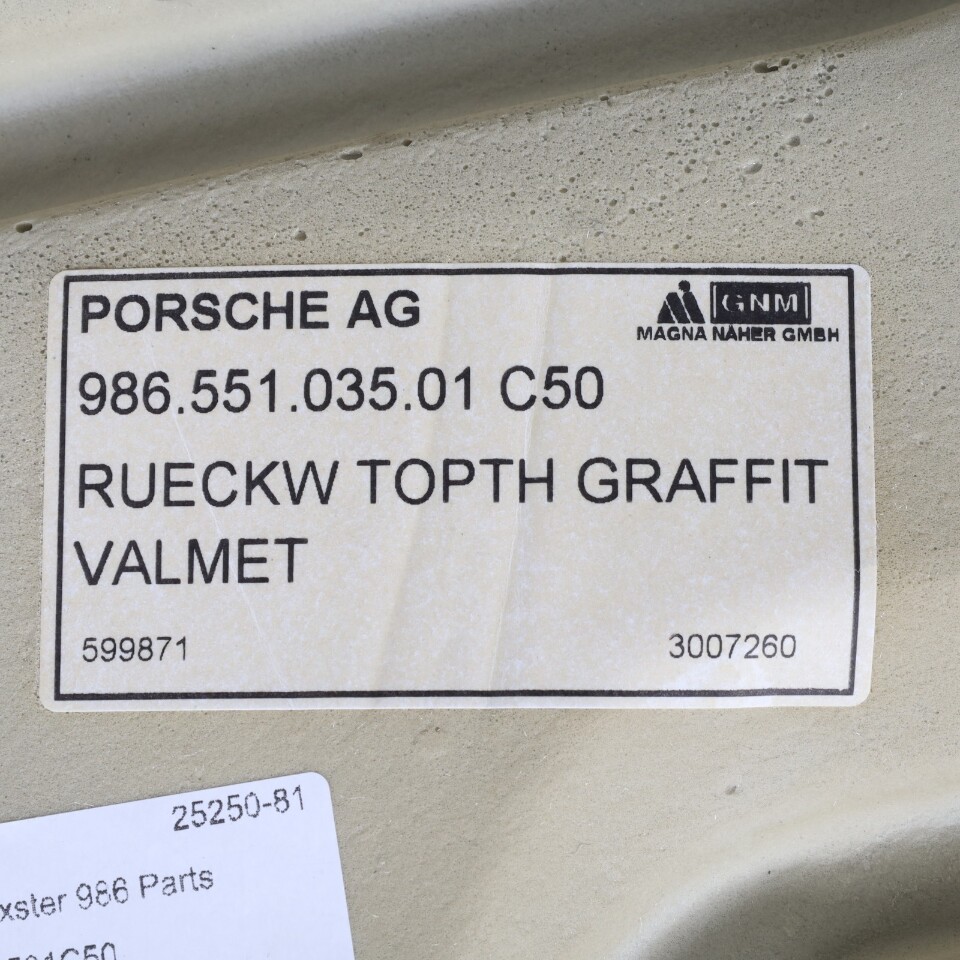 PORSCHE AG
GNM
MAGNA NÄHER GMBH
986.551.035.01 C50
RUECKW TOPTH GRAFFIT
VALMET
599871 3007260
25250-81
xster 986 Parts